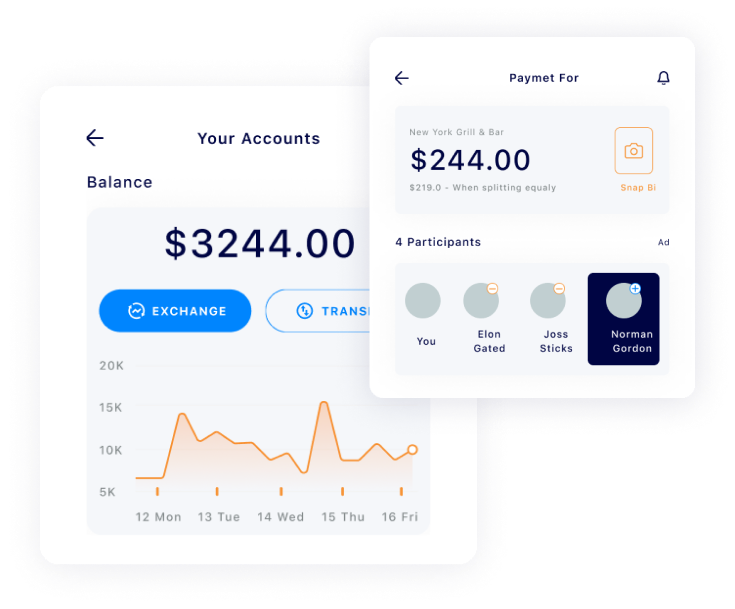 Your Accounts
Balance
$3244.00
EXCHANGE
TRANS
20K
15K
10K
5K
12 Mon
13 Tue
14 Wed
15 Thu
16 Fri
Paymet For
New York Grill & Bar
$244.00
$219.0 - When splitting equaly
Snap Bi
4 Participants
Ad
You
Elon
Gated
Joss
Sticks
Norman
Gordon